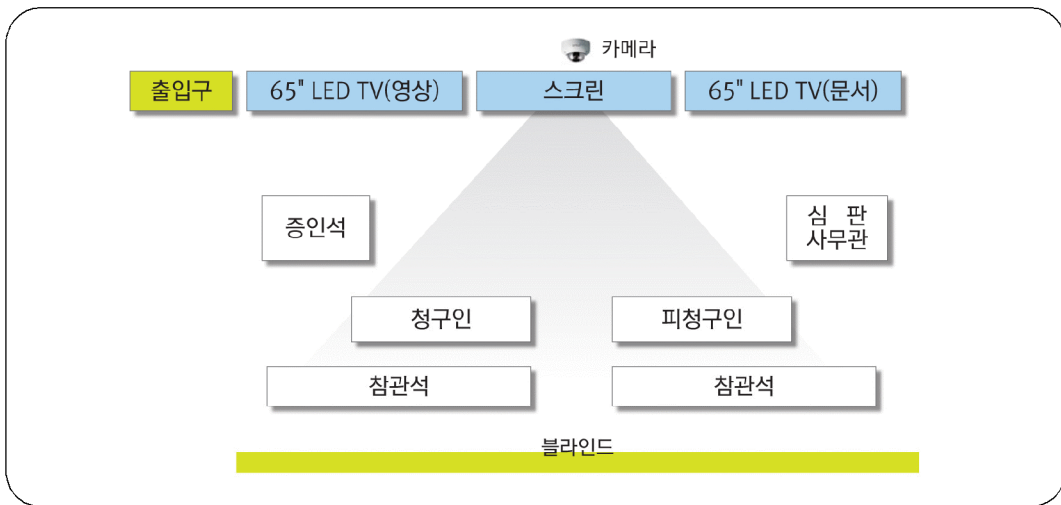 카메라
출입구
65" LED TV(영상)
스크린
65" LED TV(문서)
증인석
심 판
사무관
청구인
피청구인
참관석
참관석
블라인드